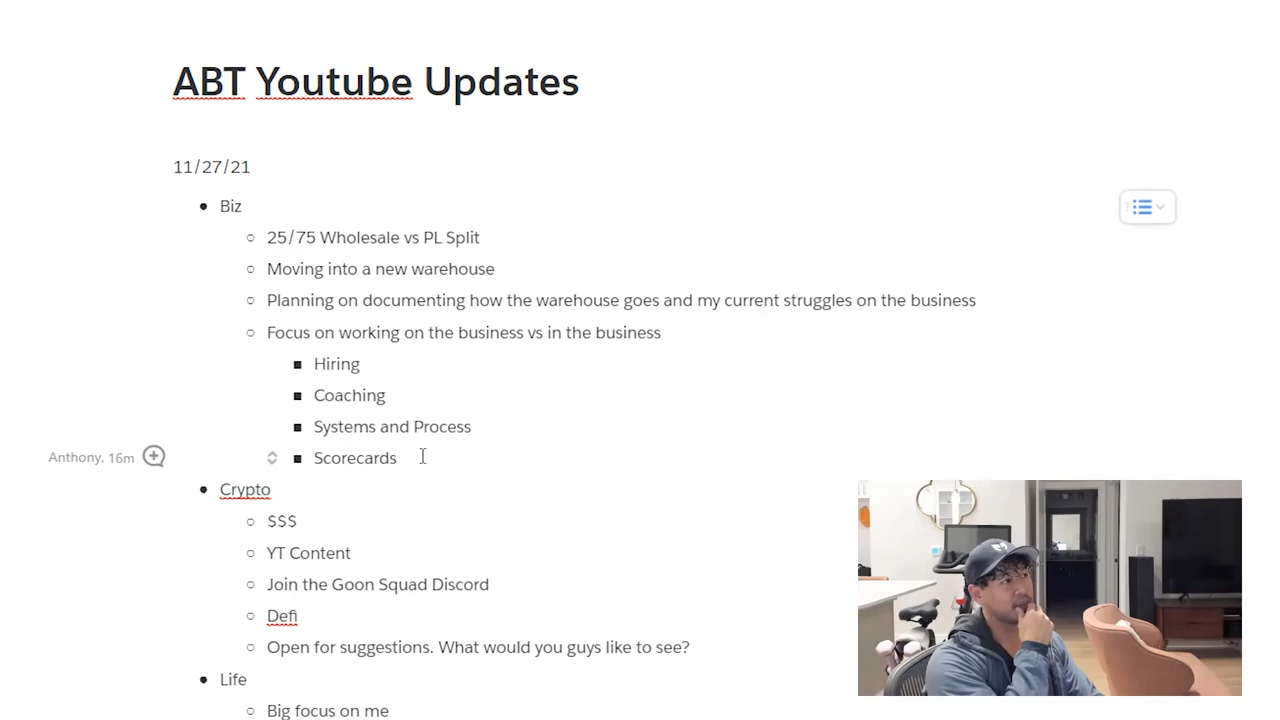 ABT Youtube Updates
11/27/21
Biz
25/75 Wholesale vs PL Split
Moving into a new warehouse
Planning on documenting how the warehouse goes and my current struggles on the business
Focus on working on the business vs in the business
Hiring
Coaching
Systems and Process
Anthony, 16m
Scorecards
Crypto
$$$
YT Content
Join the Goon Squad Discord
Defi
Open for suggestions. What would you guys like to see?
Life
Big focus on me